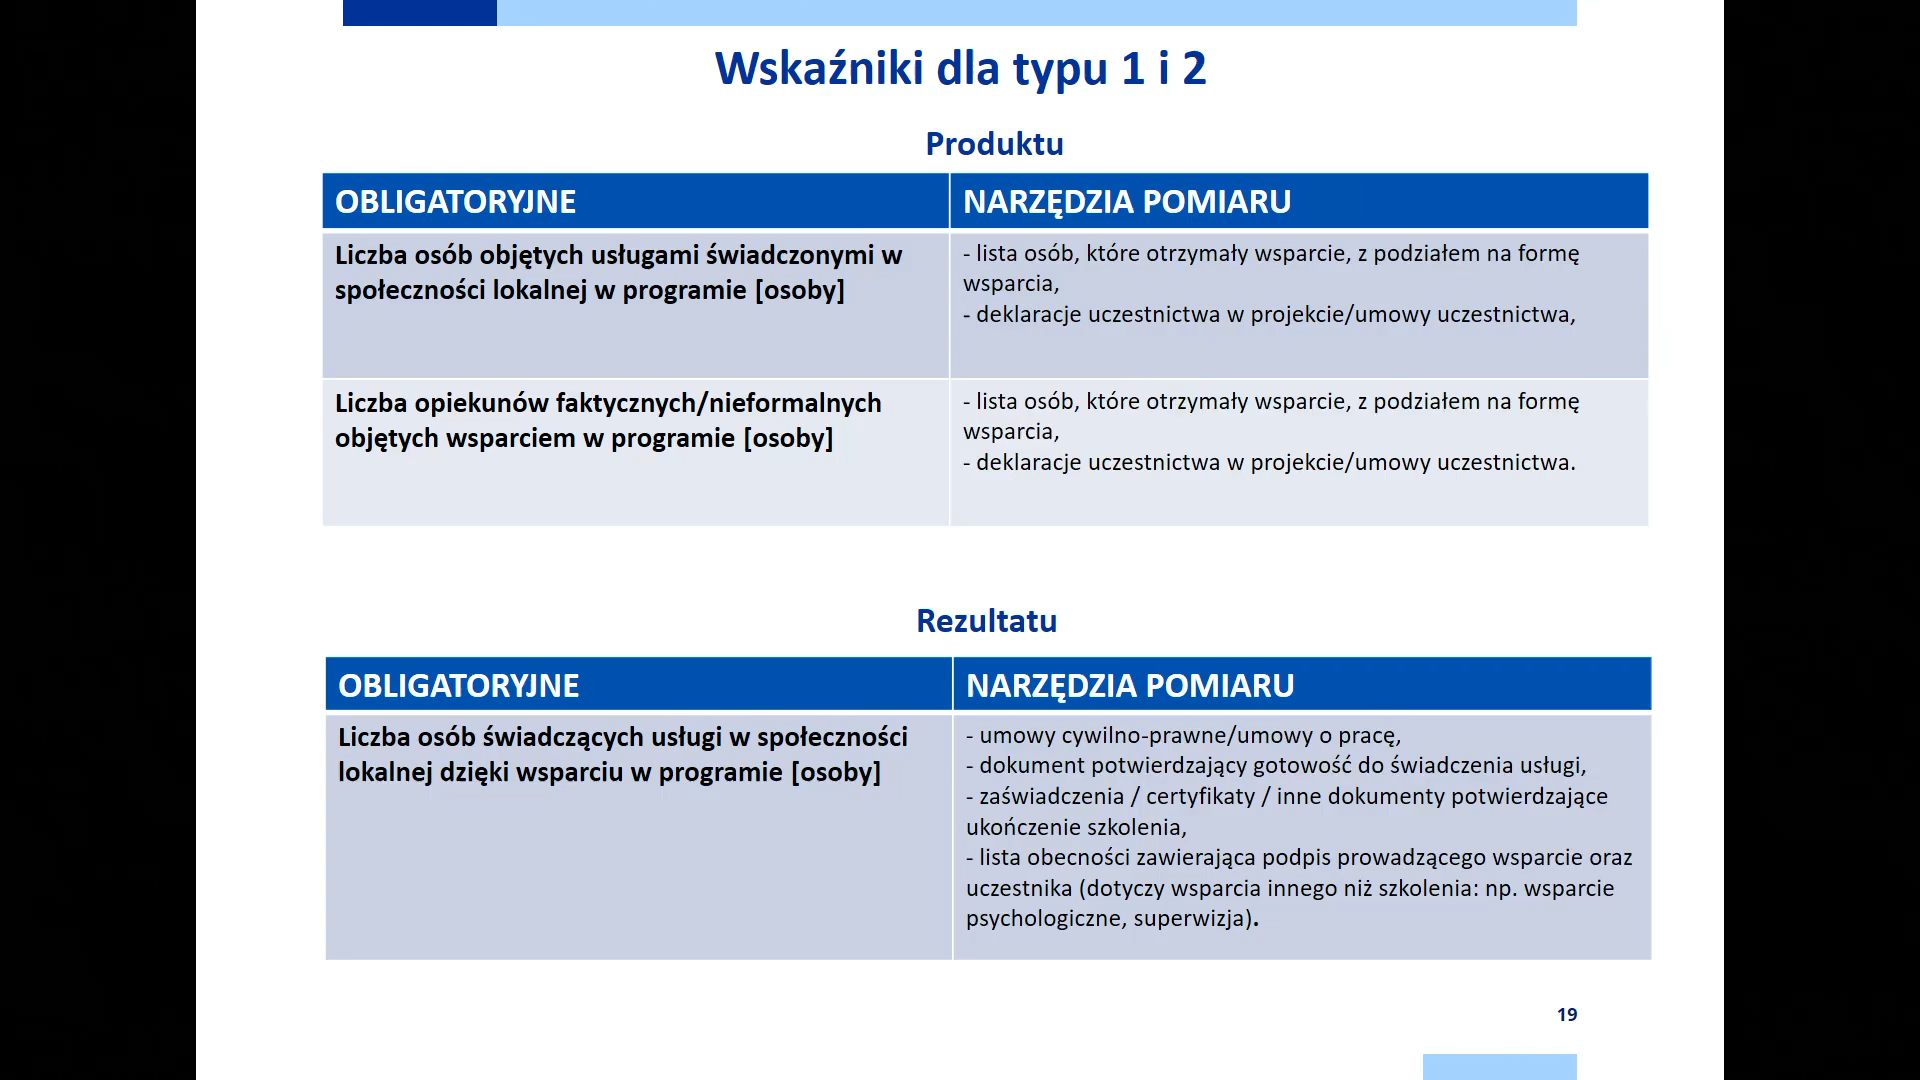 Wskaźniki dla typu 1 i 2
Produktu
OBLIGATORYJNE
NARZĘDZIA POMIARU
Liczba osób objętych usługami świadczonymi w
społeczności lokalnej w programie [osoby]
- lista osób, które otrzymały wsparcie, z podziałem na formę
wsparcia,
- deklaracje uczestnictwa w projekcie/umowy uczestnictwa,
Liczba opiekunów faktycznych/nieformalnych
objętych wsparciem w programie [osoby]
- lista osób, które otrzymały wsparcie, z podziałem na formę
wsparcia,
- deklaracje uczestnictwa w projekcie/umowy uczestnictwa.
Rezultatu
OBLIGATORYJNE
NARZĘDZIA POMIARU
Liczba osób świadczących usługi w społeczności
lokalnej dzięki wsparciu w programie [osoby]
- umowy cywilno-prawne/umowy o pracę,
- dokument potwierdzający gotowość do świadczenia usługi,
- zaświadczenia / certyfikaty / inne dokumenty potwierdzające
ukończenie szkolenia,
- lista obecności zawierająca podpis prowadzącego wsparcie oraz
uczestnika (dotyczy wsparcia innego niż szkolenia: np. wsparcie
psychologiczne, superwizja).
19